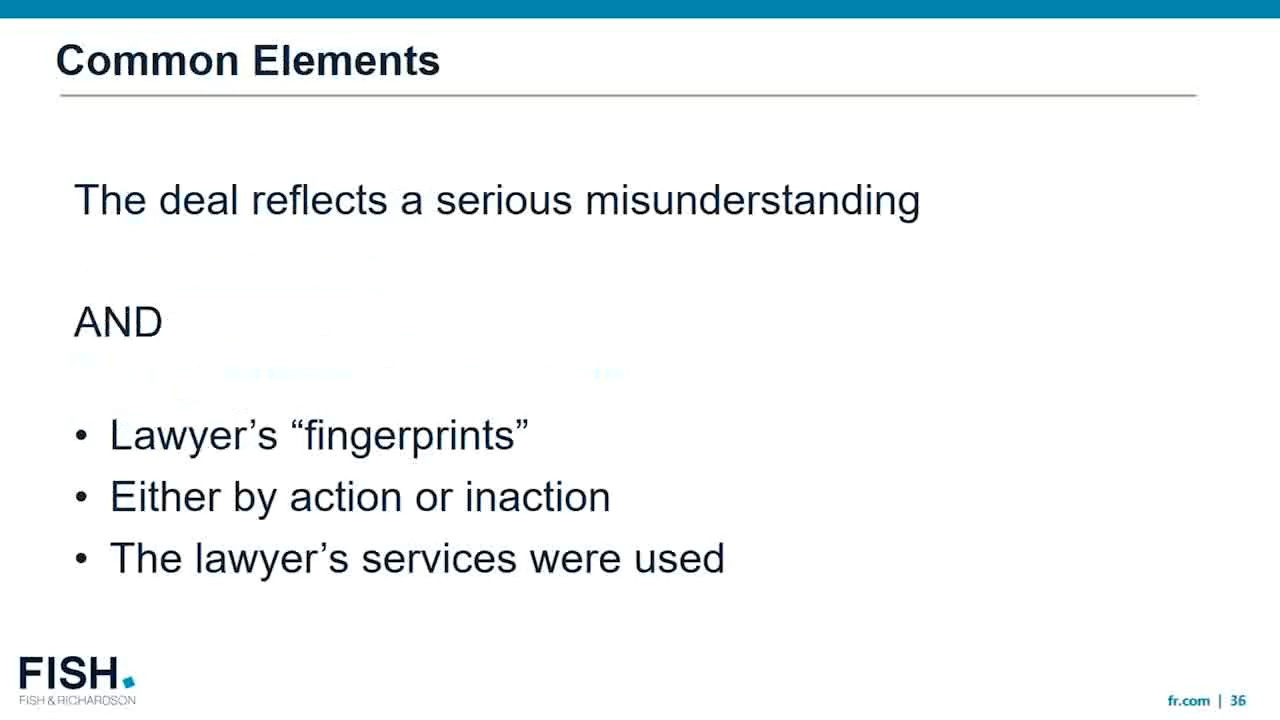 Common Elements
The deal reflects a serious misunderstanding
AND
• Lawyer’s “fingerprints”
• Either by action or inaction
• The lawyer’s services were used
FISH.
FISH & RICHARDSON
fr.com | 36